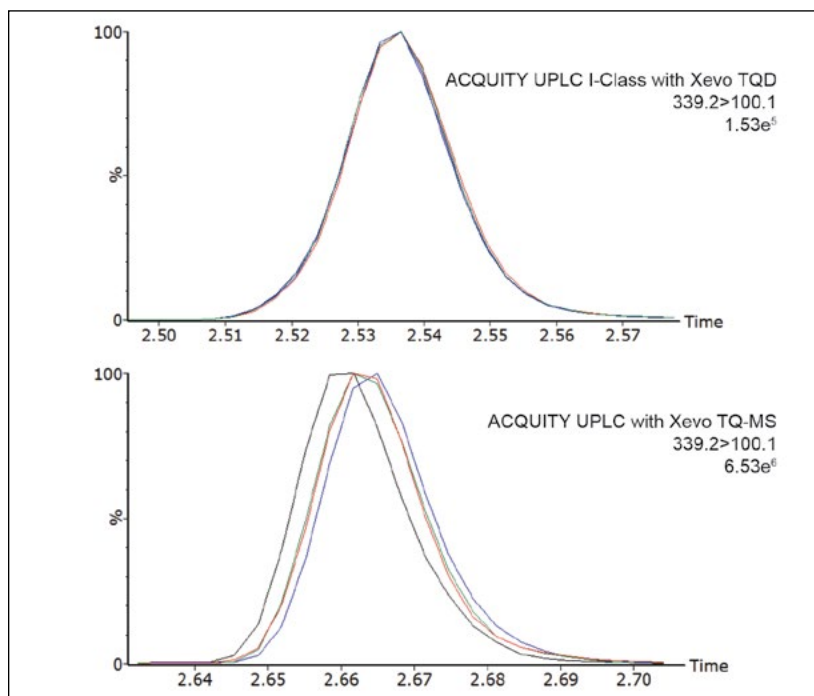 100
ACQUITY UPLC I-Class with Xevo TQD
339.2>100.1
1.53e⁵
%
0
2.50 2.51 2.52 2.53 2.54 2.55 2.56 2.57 Time
100
ACQUITY UPLC with Xevo TQ-MS
339.2>100.1
6.53e⁶
%
0
2.64 2.65 2.66 2.67 2.68 2.69 2.70 Time